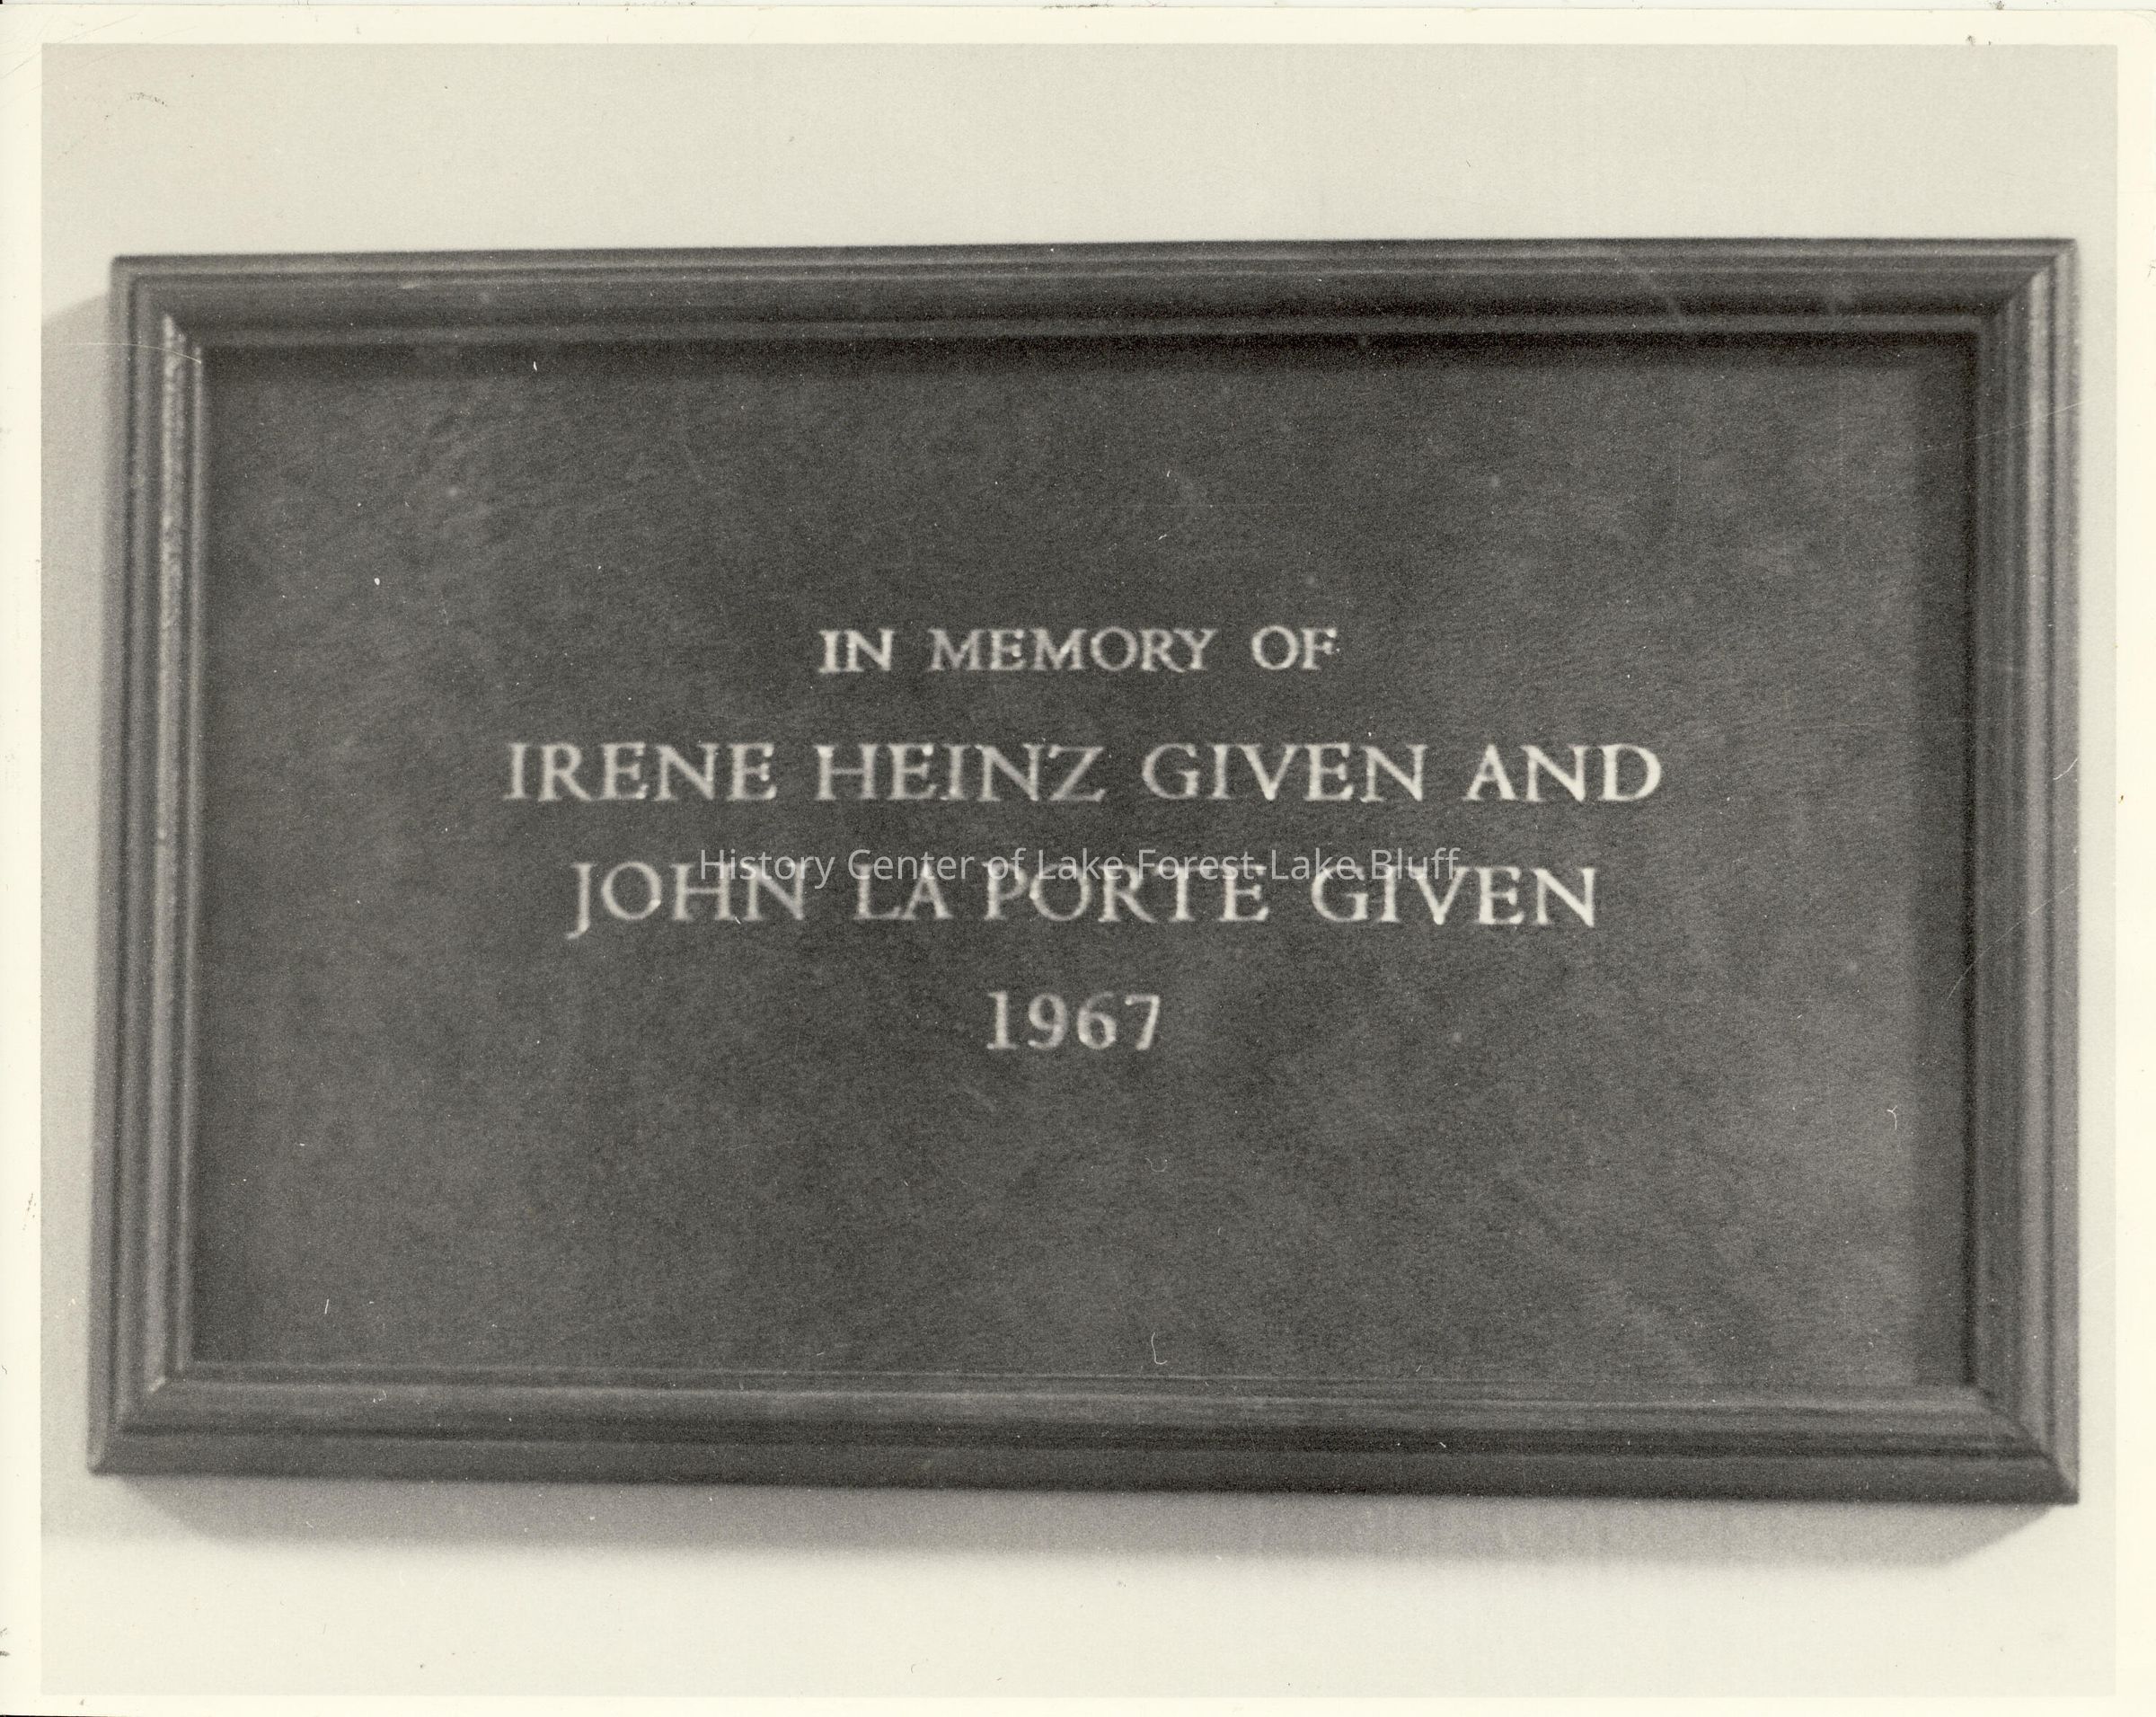 IN MEMORY OF
IRENE HEINZ GIVEN AND
History Center of Lake Forest-Lake Bluff
JOHN LA PORTE GIVEN
1967